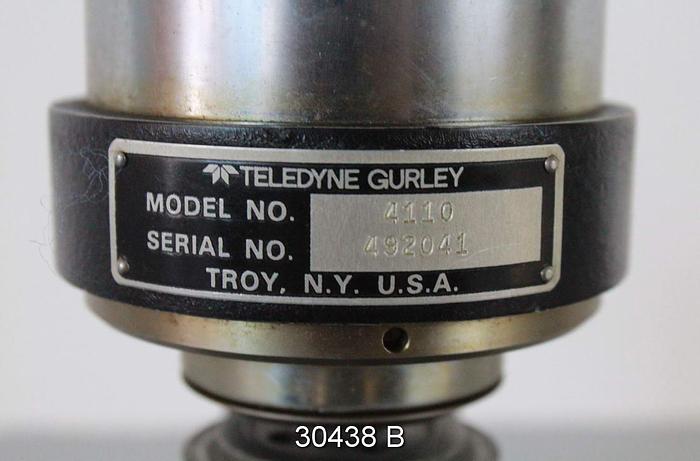 TELEDYNE GURLEY
MODEL NO. 4110
SERIAL NO. 492041
TROY, N.Y. U.S.A.
30438 B